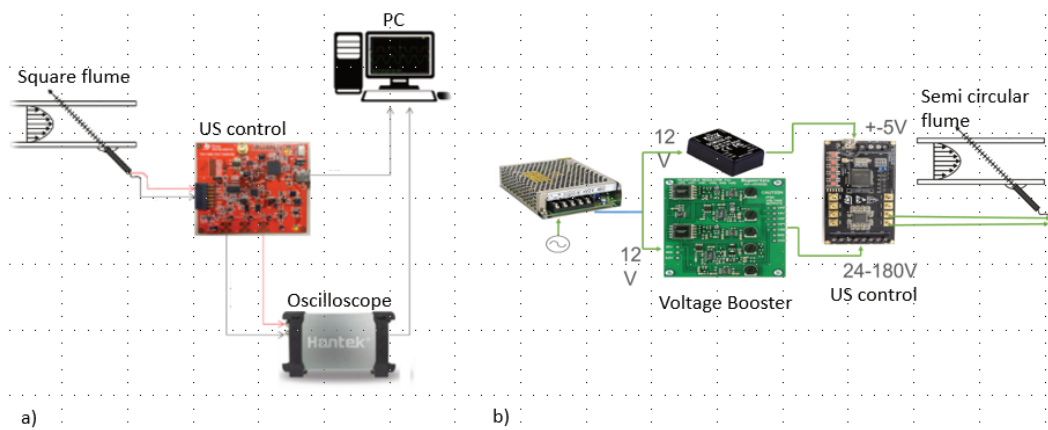 PC
Square flume
US control
Oscilloscope
Hantek
a)
12
V
12
V
Voltage Booster
+-5V
24-180V
US control
Semi circular
flume
b)